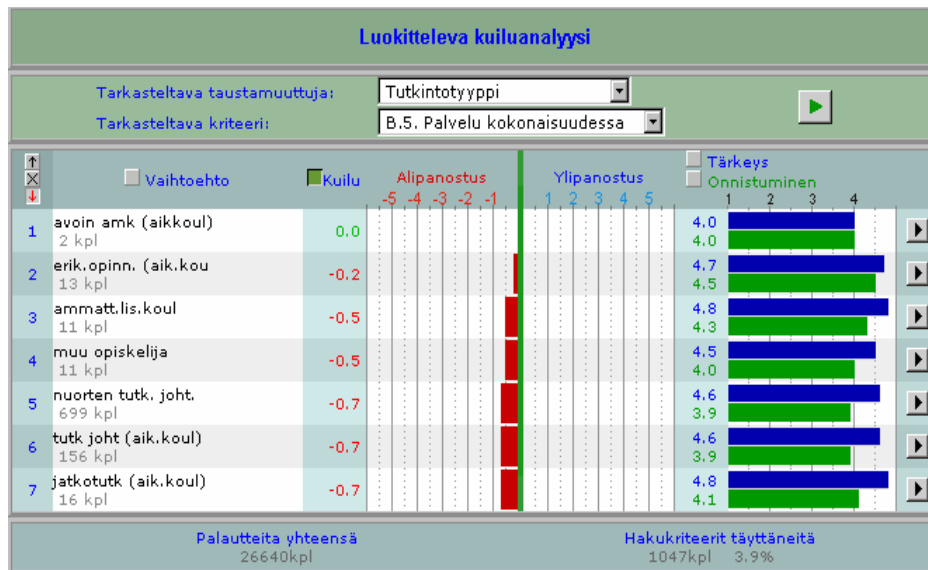 Luokitteleva kuiluanalyysi
Tarkasteltava taustamuuttuja: Tutkintotyyppi
Tarkasteltava kriteeri: B.5. Palvelu kokonaisuudessa
Vaihtoehto Kuilu Alipanostus Ylipanostus Tärkeys
Onnistuminen
-5 -4 -3 -2 -1 1 2 3 4 5 1 2 3 4
1 avoin amk (aikkoul) 0.0 4.0
2 kpl 4.0
2 erik.opinn. (aik.kou -0.2 4.7
13 kpl 4.5
3 ammatt.lis.koul -0.5 4.8
11 kpl 4.3
4 muu opiskelija -0.5 4.5
11 kpl 4.0
5 nuorten tutk. joht. -0.7 4.6
699 kpl 3.9
6 tutk joht (aik.koul) -0.7 4.6
156 kpl 3.9
7 jatkotutk (aik.koul) -0.7 4.8
16 kpl 4.1
Palautteita yhteensä Hakukriteerit täyttäneitä
26640kpl 1047kpl 3.9%